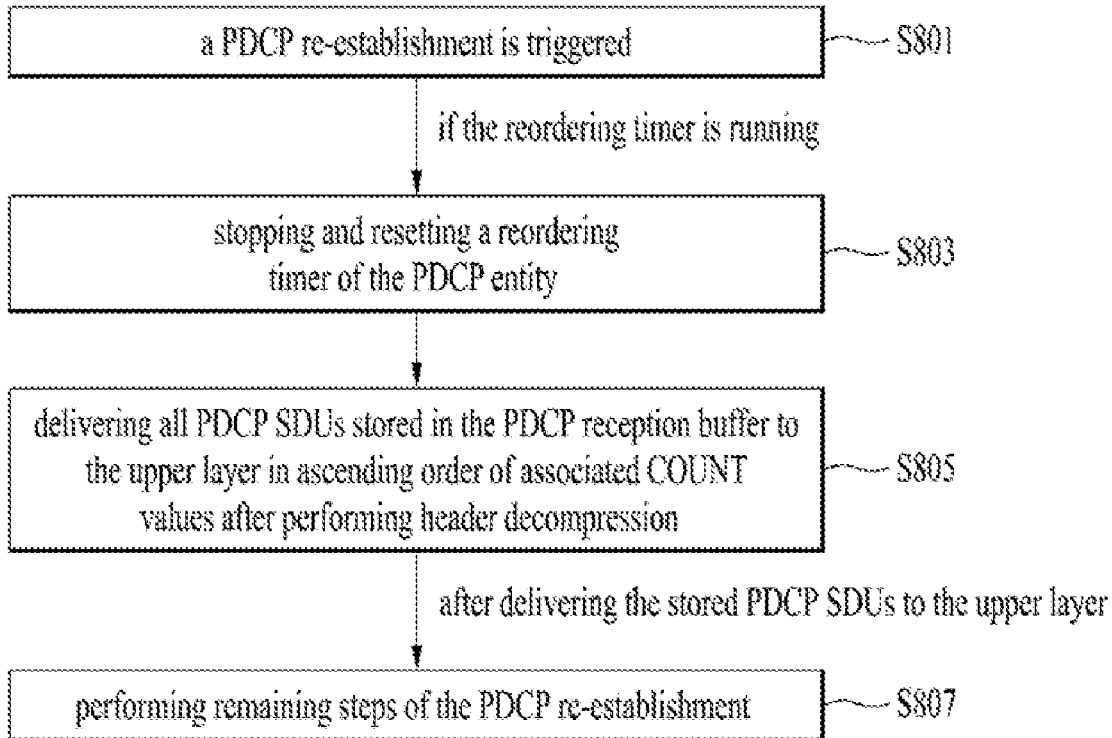 a PDCP re-establishment is triggered
S801
if the reordering timer is running
stopping and resetting a reordering
timer of the PDCP entity
S803
delivering all PDCP SDUs stored in the PDCP reception buffer to
the upper layer in ascending order of associated COUNT
values after performing header decompression
S805
after delivering the stored PDCP SDUs to the upper layer
performing remaining steps of the PDCP re-establishment
S807